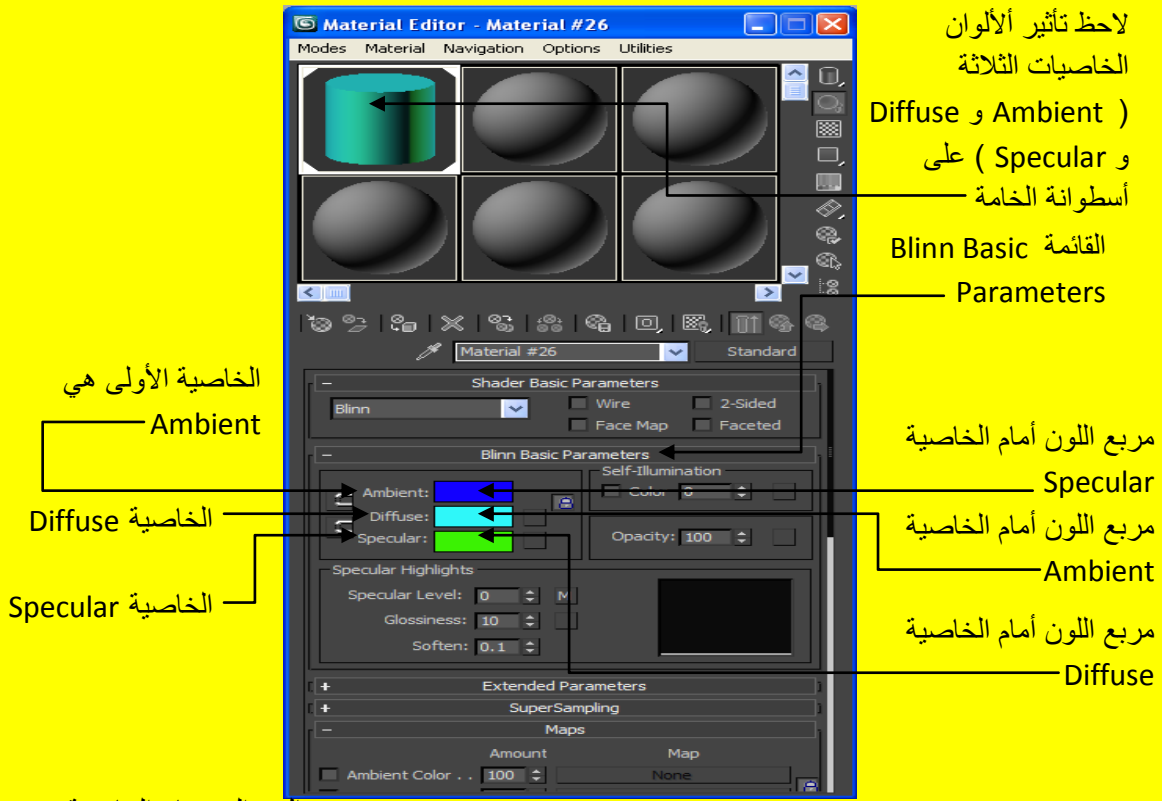 Material Editor - Material #26
Modes Material Navigation Options Utilities
لاحظ تأثير ألألوان
الخاصيات الثلاثة
( Ambient و Diffuse
و Specular ) على
أسطوانة الخامة
القائمة Blinn Basic
Parameters
Material #26
Standard
Shader Basic Parameters
Blinn
Wire
2-Sided
Face Map
Faceted
الخاصية الأولى هي
Ambient
Blinn Basic Parameters
Self-Illumination
Ambient:
Color 0
Diffuse:
Specular:
Opacity: 100
الخاصية Diffuse
الخاصية Specular
مربع اللون أمام الخاصية
Specular
مربع اللون أمام الخاصية
Ambient
مربع اللون أمام الخاصية
Diffuse
Specular Highlights
Specular Level: 0 M
Glossiness: 10
Soften: 0.1
Extended Parameters
SuperSampling
Maps
Amount Map
Ambient Color . . 100 None